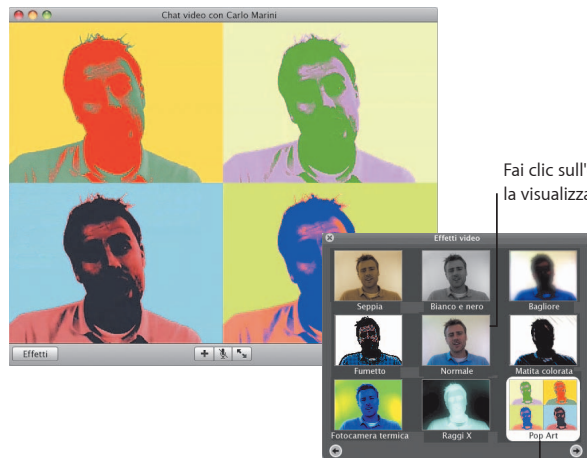 Chat video con Carlo Marini
Fai clic sull'
la visualizza
Effetti video
Seppia
Bianco e nero
Bagliore
Fumetto
Normale
Matita colorata
Fotocamera termica
Raggi X
Pop Art
Effetti